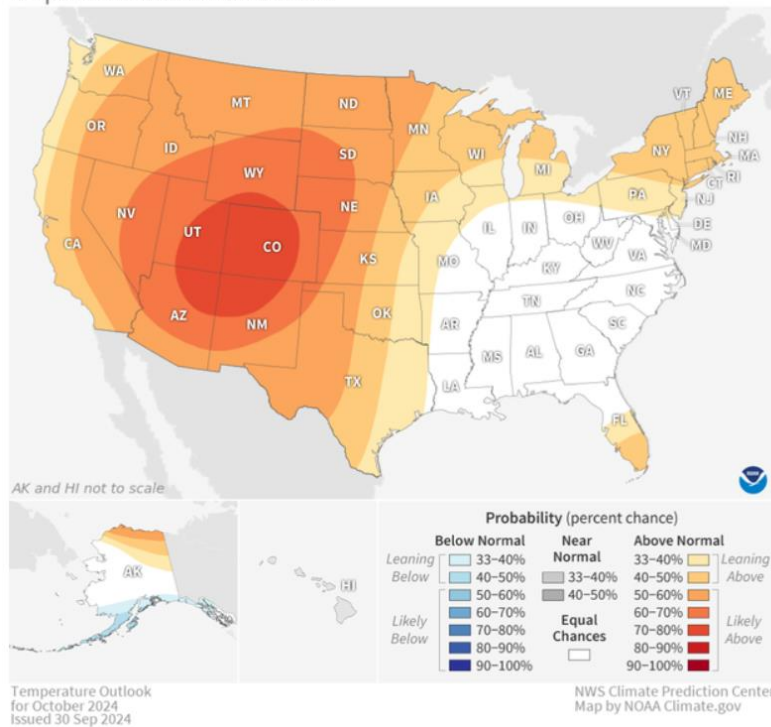 WA
MT
ND
MN
VT
ME
OR
ID
WY
SD
WI
MI
NY
NH
MA
RI
CT
NV
UT
CO
NE
IA
PA
NJ
DE
MD
CA
KS
MO
IL
IN
OH
WV
VA
KY
AZ
NM
OK
AR
TN
NC
SC
TX
LA
MS
AL
GA
FL
AK and HI not to scale
AK
HI
Probability (percent chance)
Below Normal
Near Normal
Above Normal
Leaning Below
33-40%
40-50%
Likely Below
50-60%
60-70%
70-80%
80-90%
90-100%
33-40%
40-50%
Equal Chances
33-40%
40-50%
Leaning Above
50-60%
60-70%
70-80%
80-90%
90-100%
Likely Above
Temperature Outlook
for October 2024
Issued 30 Sep 2024
NWS Climate Prediction Center
Map by NOAA Climate.gov